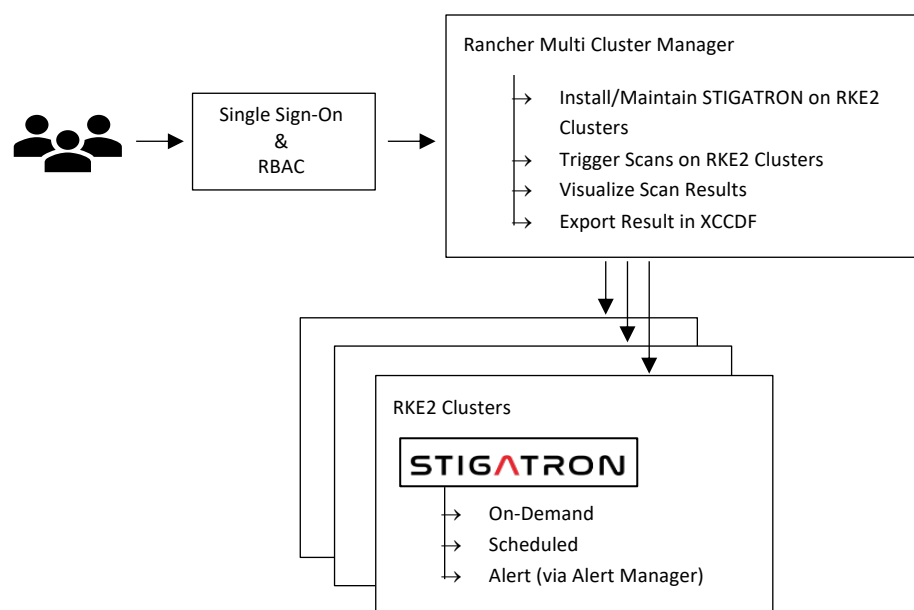 Rancher Multi Cluster Manager
Install/Maintain STIGATRON on RKE2
Clusters
Trigger Scans on RKE2 Clusters
Visualize Scan Results
Export Result in XCCDF
Single Sign-On
&
RBAC
RKE2 Clusters
STIGATRON
On-Demand
Scheduled
Alert (via Alert Manager)